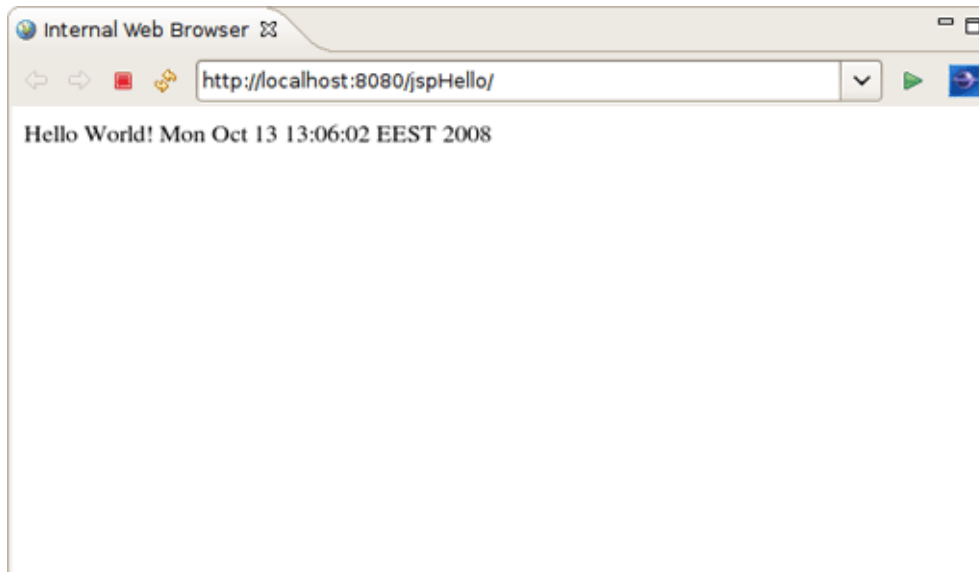 Internal Web Browser
http://localhost:8080/jspHello/
Hello World! Mon Oct 13 13:06:02 EEST 2008